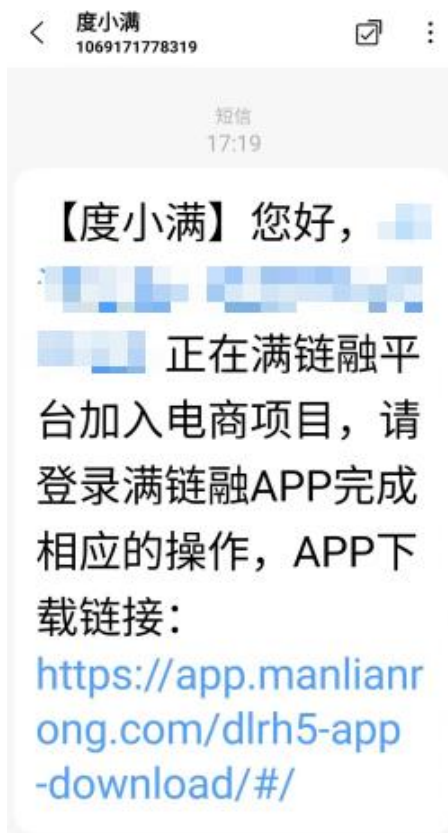 度小满
1069171778319
短信
17:19
【度小满】您好，
正在满链融平
台加入电商项目，请
登录满链融APP完成
相应的操作，APP下
载链接：
https://app.manlianr
ong.com/dlrh5-app
-download/#/